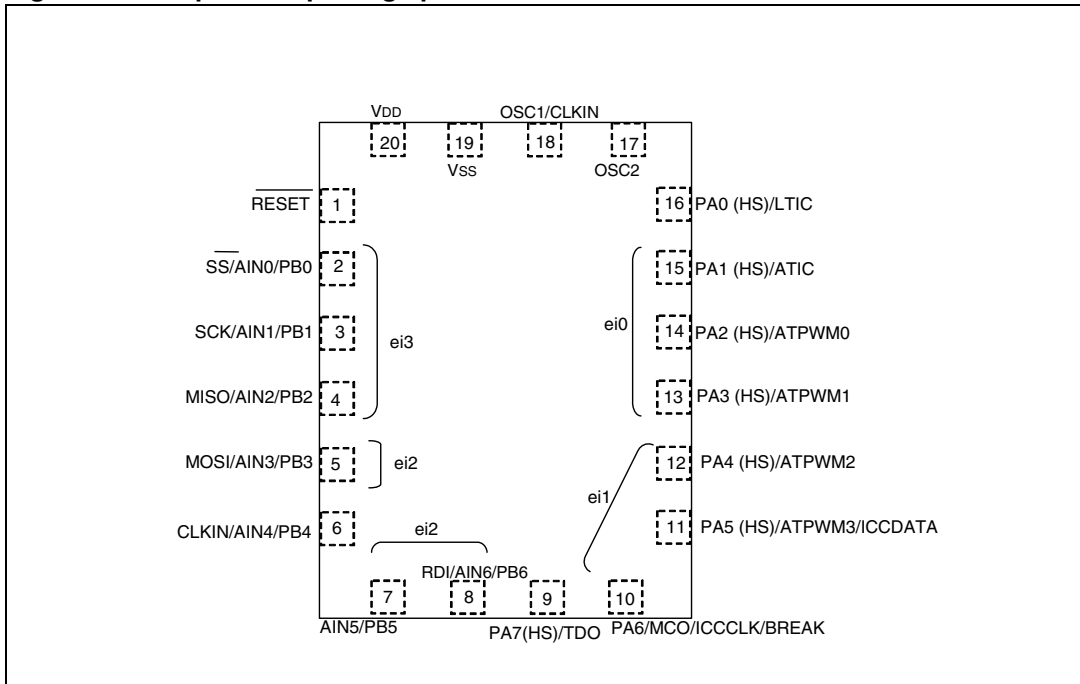 VDD
OSC1/CLKIN
20
19
18
17
VSS
OSC2
RESET
1
16
PA0 (HS)/LTIC
SS/AIN0/PB0
2
15
PA1 (HS)/ATIC
SCK/AIN1/PB1
3
ei3
ei0
14
PA2 (HS)/ATPWM0
MISO/AIN2/PB2
4
13
PA3 (HS)/ATPWM1
MOSI/AIN3/PB3
5
ei2
12
PA4 (HS)/ATPWM2
ei1
CLKIN/AIN4/PB4
6
ei2
11
PA5 (HS)/ATPWM3/ICCDATA
RDI/AIN6/PB6
7
8
9
10
AIN5/PB5
PA7(HS)/TDO
PA6/MCO/ICCCLK/BREAK